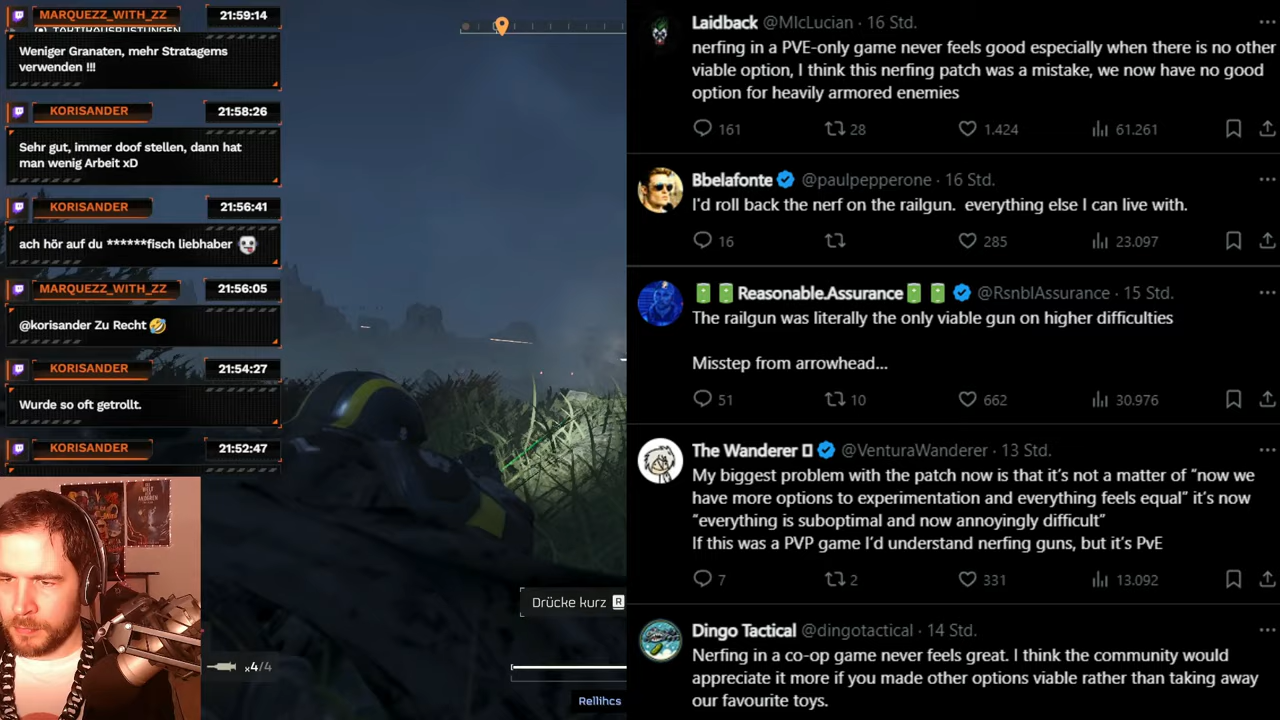 MARQUEZZ_WITH_ZZ
21:59:14
TAKTIKAUSRÜSTUNGEN
Weniger Granaten, mehr Stratagems
verwenden !!!
KORISANDER
21:58:26
Sehr gut, immer doof stellen, dann hat
man wenig Arbeit xD
KORISANDER
21:56:41
ach hör auf du ******fisch liebhaber
MARQUEZZ_WITH_ZZ
21:56:05
@korisander Zu Recht 🤣
KORISANDER
21:54:27
Wurde so oft getrollt.
KORISANDER
21:52:47
x4/4
Drücke kurz R
Rellihcs
Laidback @MIcLucian · 16 Std.
nerfing in a PVE-only game never feels good especially when there is no other
viable option, I think this nerfing patch was a mistake, we now have no good
option for heavily armored enemies
161 28 1.424 61.261
Bbelafonte @paulpepperone · 16 Std.
I'd roll back the nerf on the railgun. everything else I can live with.
16 285 23.097
Reasonable.Assurance @RsnblAssurance · 15 Std.
The railgun was literally the only viable gun on higher difficulties
Misstep from arrowhead...
51 10 662 30.976
The Wanderer @VenturaWanderer · 13 Std.
My biggest problem with the patch now is that it's not a matter of “now we
have more options to experimentation and everything feels equal” it's now
“everything is suboptimal and now annoyingly difficult”
If this was a PVP game I'd understand nerfing guns, but it's PvE
7 2 331 13.092
Dingo Tactical @dingotactical · 14 Std.
Nerfing in a co-op game never feels great. I think the community would
appreciate it more if you made other options viable rather than taking away
our favourite toys.